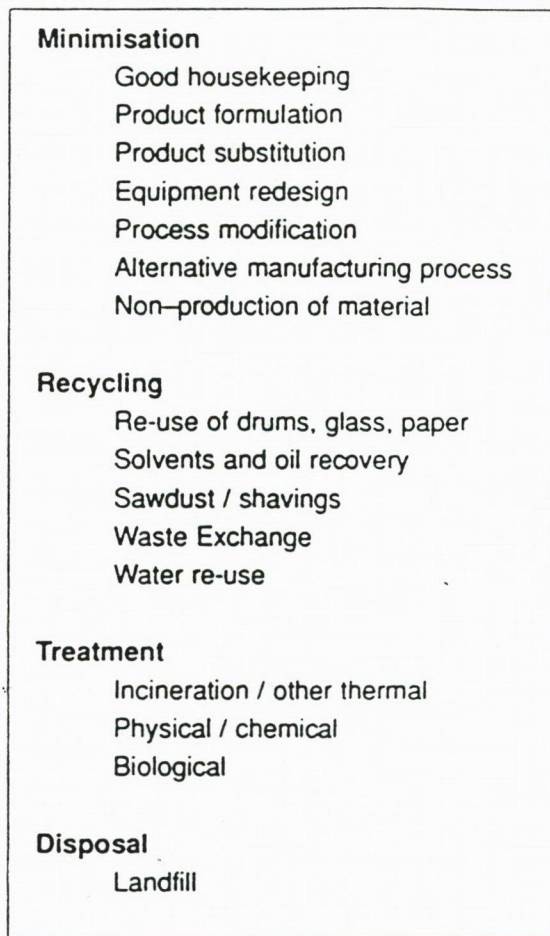 Minimisation
Good housekeeping
Product formulation
Product substitution
Equipment redesign
Process modification
Alternative manufacturing process
Non–production of material
Recycling
Re-use of drums, glass, paper
Solvents and oil recovery
Sawdust / shavings
Waste Exchange
Water re-use
Treatment
Incineration / other thermal
Physical / chemical
Biological
Disposal
Landfill